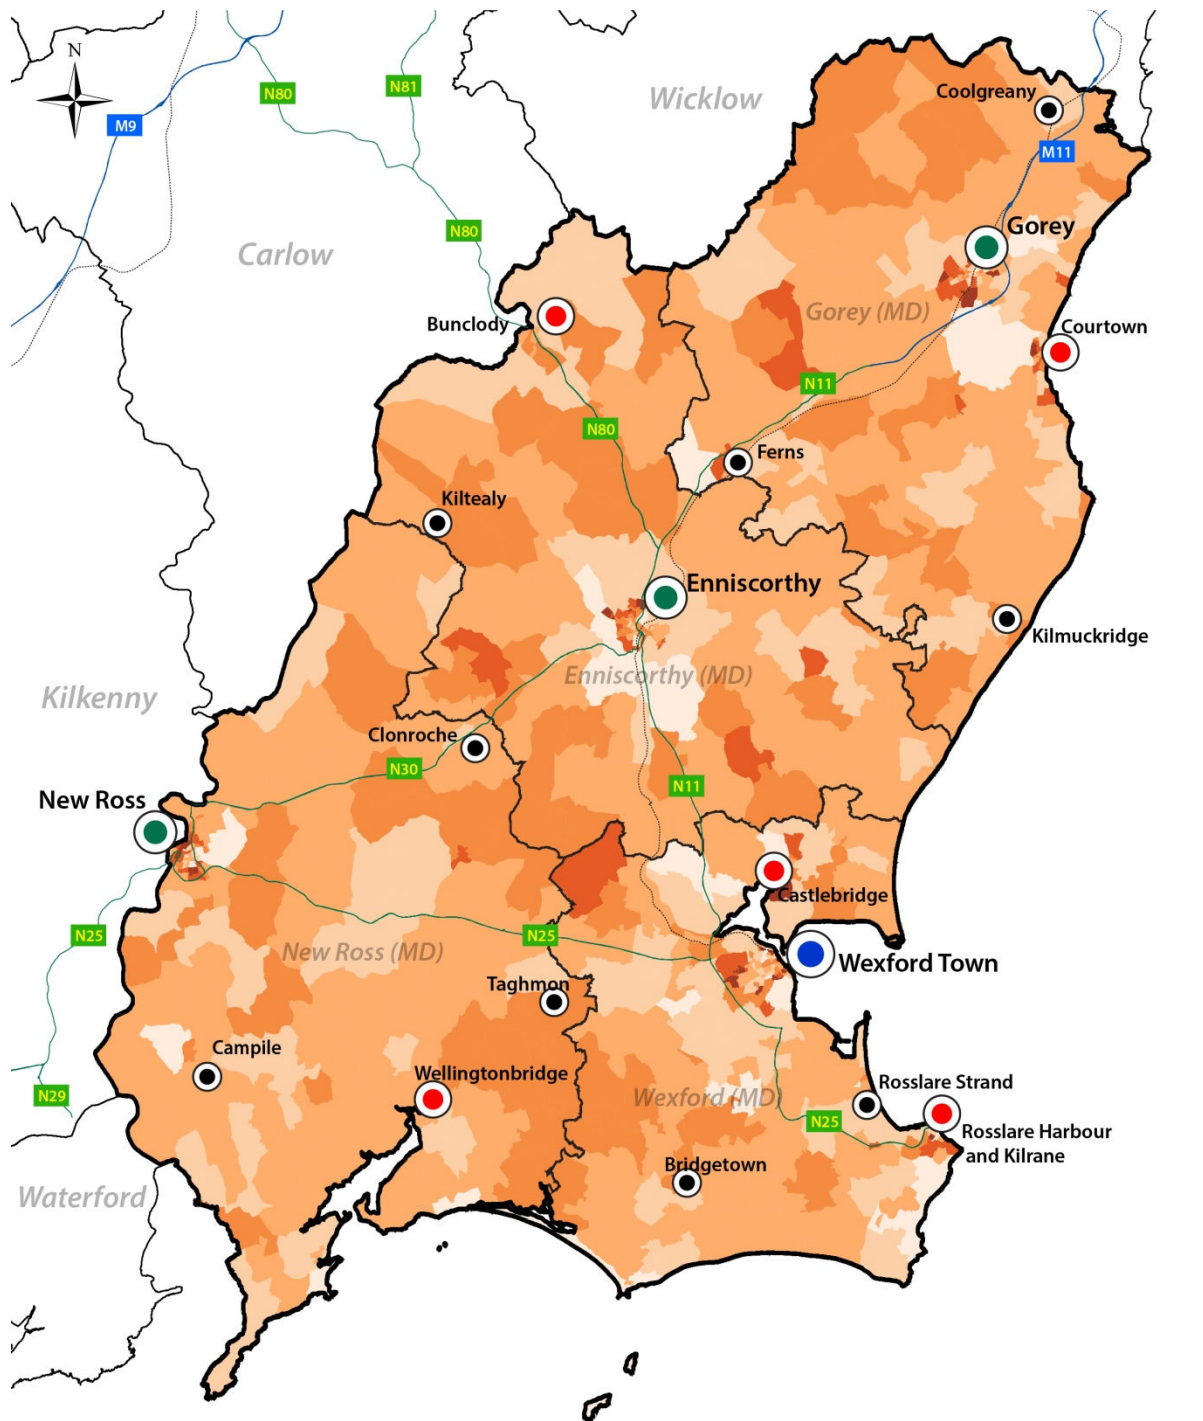 N
N80
N81
Wicklow
Coolgreany
M9
M11
N80
Carlow
Gorey
Bunclody
Gorey (MD)
Courtown
N11
N80
Ferns
Kiltealy
Enniscorthy
Kilmuckridge
Enniscorthy (MD)
Kilkenny
Clonroche
N30
N11
New Ross
Castlebridge
N25
N25
New Ross (MD)
Wexford Town
Taghmon
Campile
Wellingtonbridge
Rosslare Strand
N29
Wexford (MD)
N25
Rosslare Harbour
and Kilrane
Bridgetown
Waterford